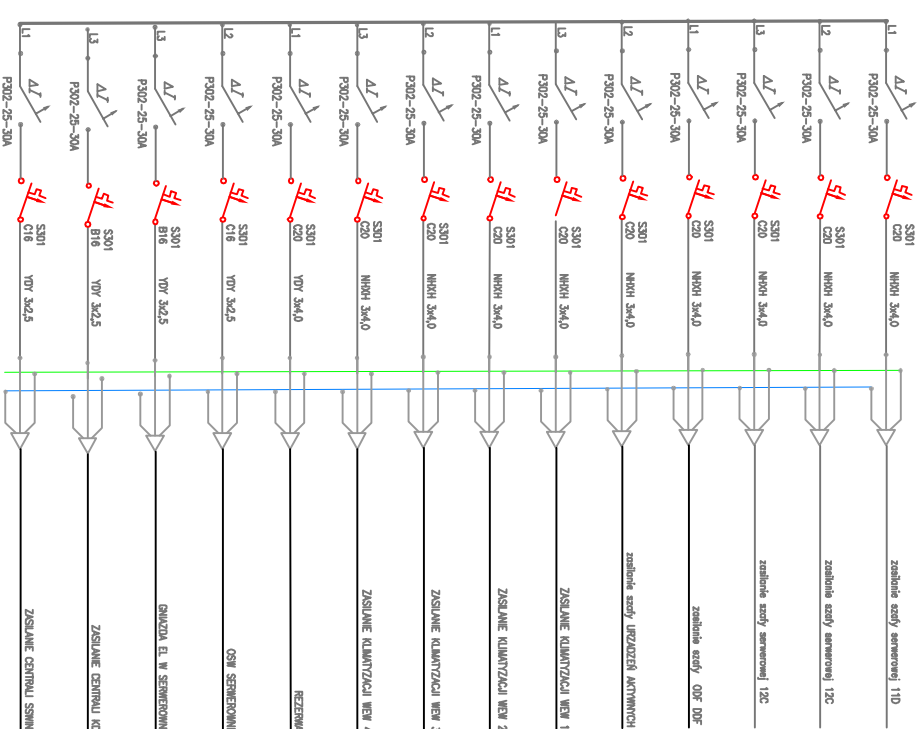 L1
P302-25-30A
S301
C16
YDY 3x2,5
ZASILANIE CENTRALI SSWIN
L3
P302-25-30A
S301
B16
YDY 3x2,5
ZASILANIE CENTRALI KD
L3
P302-25-30A
S301
B16
YDY 3x2,5
GNIAZDA EL W SERWEROWN
L2
P302-25-30A
S301
C16
YDY 3x2,5
OSW SERWEROWNI
L1
P302-25-30A
S301
C20
YDY 3x4,0
REZERWA
L3
P302-25-30A
S301
C20
NHXH 3x4,0
ZASILANIE KLIMATYZACJI WEW 4
L2
P302-25-30A
S301
C20
NHXH 3x4,0
ZASILANIE KLIMATYZACJI WEW 3
L1
P302-25-30A
S301
C20
NHXH 3x4,0
ZASILANIE KLIMATYZACJI WEW 2
L3
P302-25-30A
S301
C20
NHXH 3x4,0
ZASILANIE KLIMATYZACJI WEW 1
L2
P302-25-30A
S301
C20
NHXH 3x4,0
zasilanie szafy URZADZEŃ AKTYWNYCH
L1
P302-25-30A
S301
C20
NHXH 3x4,0
zasilanie szafy ODF DDF
L3
P302-25-30A
S301
C20
NHXH 3x4,0
zasilanie szafy serwerowej 12C
L2
P302-25-30A
S301
C20
NHXH 3x4,0
zasilanie szafy serwerowej 12C
L1
P302-25-30A
S301
C20
NHXH 3x4,0
zasilanie szafy serwerowej 11D